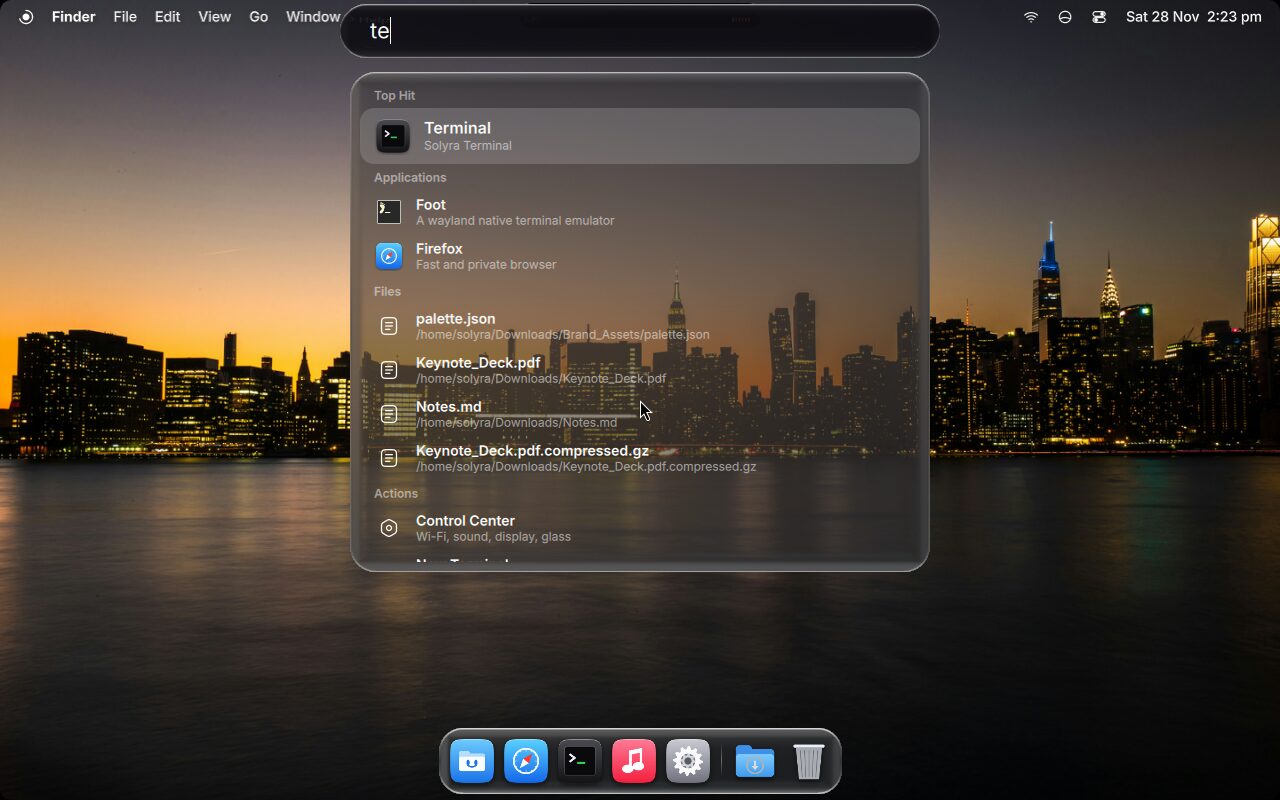 Finder File Edit View Go Window
Sat 28 Nov 2:23 pm
te
Top Hit
Terminal
Solyra Terminal
Applications
Foot
A wayland native terminal emulator
Firefox
Fast and private browser
Files
palette.json
/home/solyra/Downloads/Brand_Assets/palette.json
Keynote_Deck.pdf
/home/solyra/Downloads/Keynote_Deck.pdf
Notes.md
/home/solyra/Downloads/Notes.md
Keynote_Deck.pdf.compressed.gz
/home/solyra/Downloads/Keynote_Deck.pdf.compressed.gz
Actions
Control Center
Wi-Fi, sound, display, glass